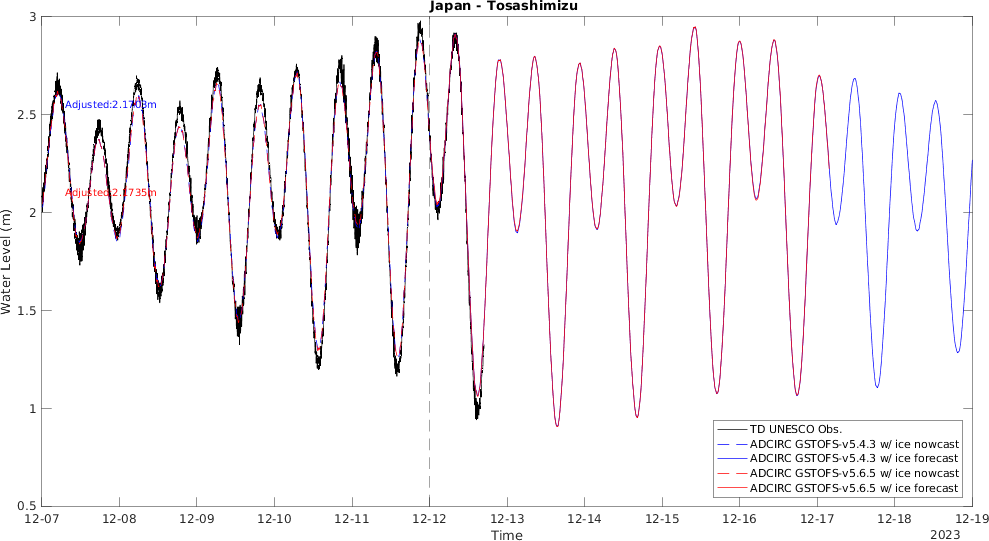 Japan - Tosashimizu
3
2.5
2
1.5
1
0.5
Water Level (m)
Adjusted:2.1703m
Adjusted:2.1735m
TD UNESCO Obs.
ADCIRC GSTOFS-v5.4.3 w/ ice nowcast
ADCIRC GSTOFS-v5.4.3 w/ ice forecast
ADCIRC GSTOFS-v5.6.5 w/ ice nowcast
ADCIRC GSTOFS-v5.6.5 w/ ice forecast
12-07 12-08 12-09 12-10 12-11 12-12 12-13 12-14 12-15 12-16 12-17 12-18 12-19
Time
2023